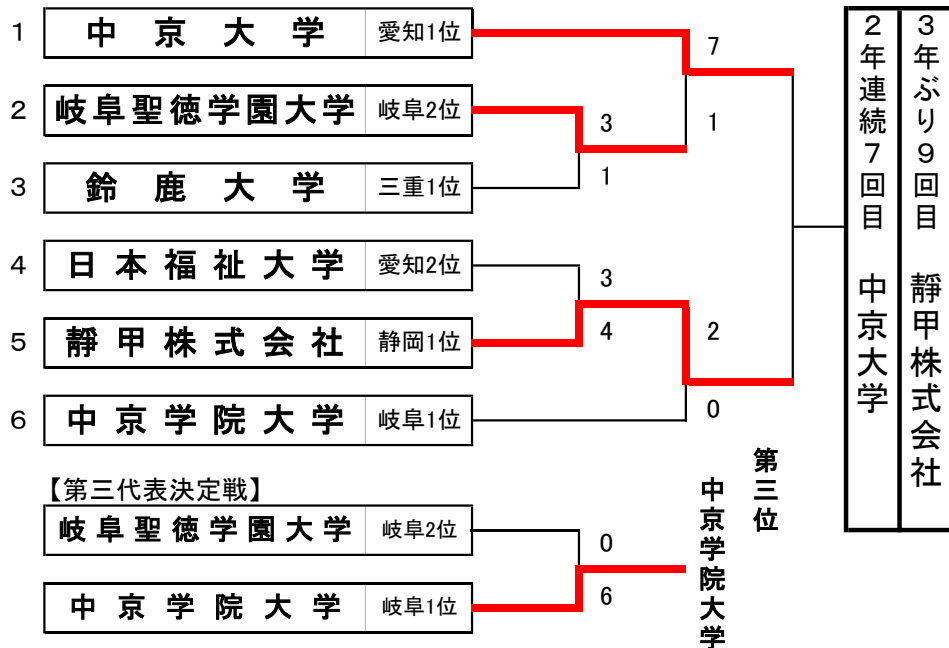 1 中京大学 愛知1位
7
2 岐阜聖徳学園大学 岐阜2位
3
1
1
3 鈴鹿大学 三重1位
4 日本福祉大学 愛知2位
3
4
2
5 靜甲株式会社 静岡1位
0
6 中京学院大学 岐阜1位
3年ぶり9回目 靜甲株式会社
2年連続7回目 中京大学
【第三代表決定戦】
岐阜聖徳学園大学 岐阜2位
0
6
中京学院大学 岐阜1位
第三位
中京学院大学